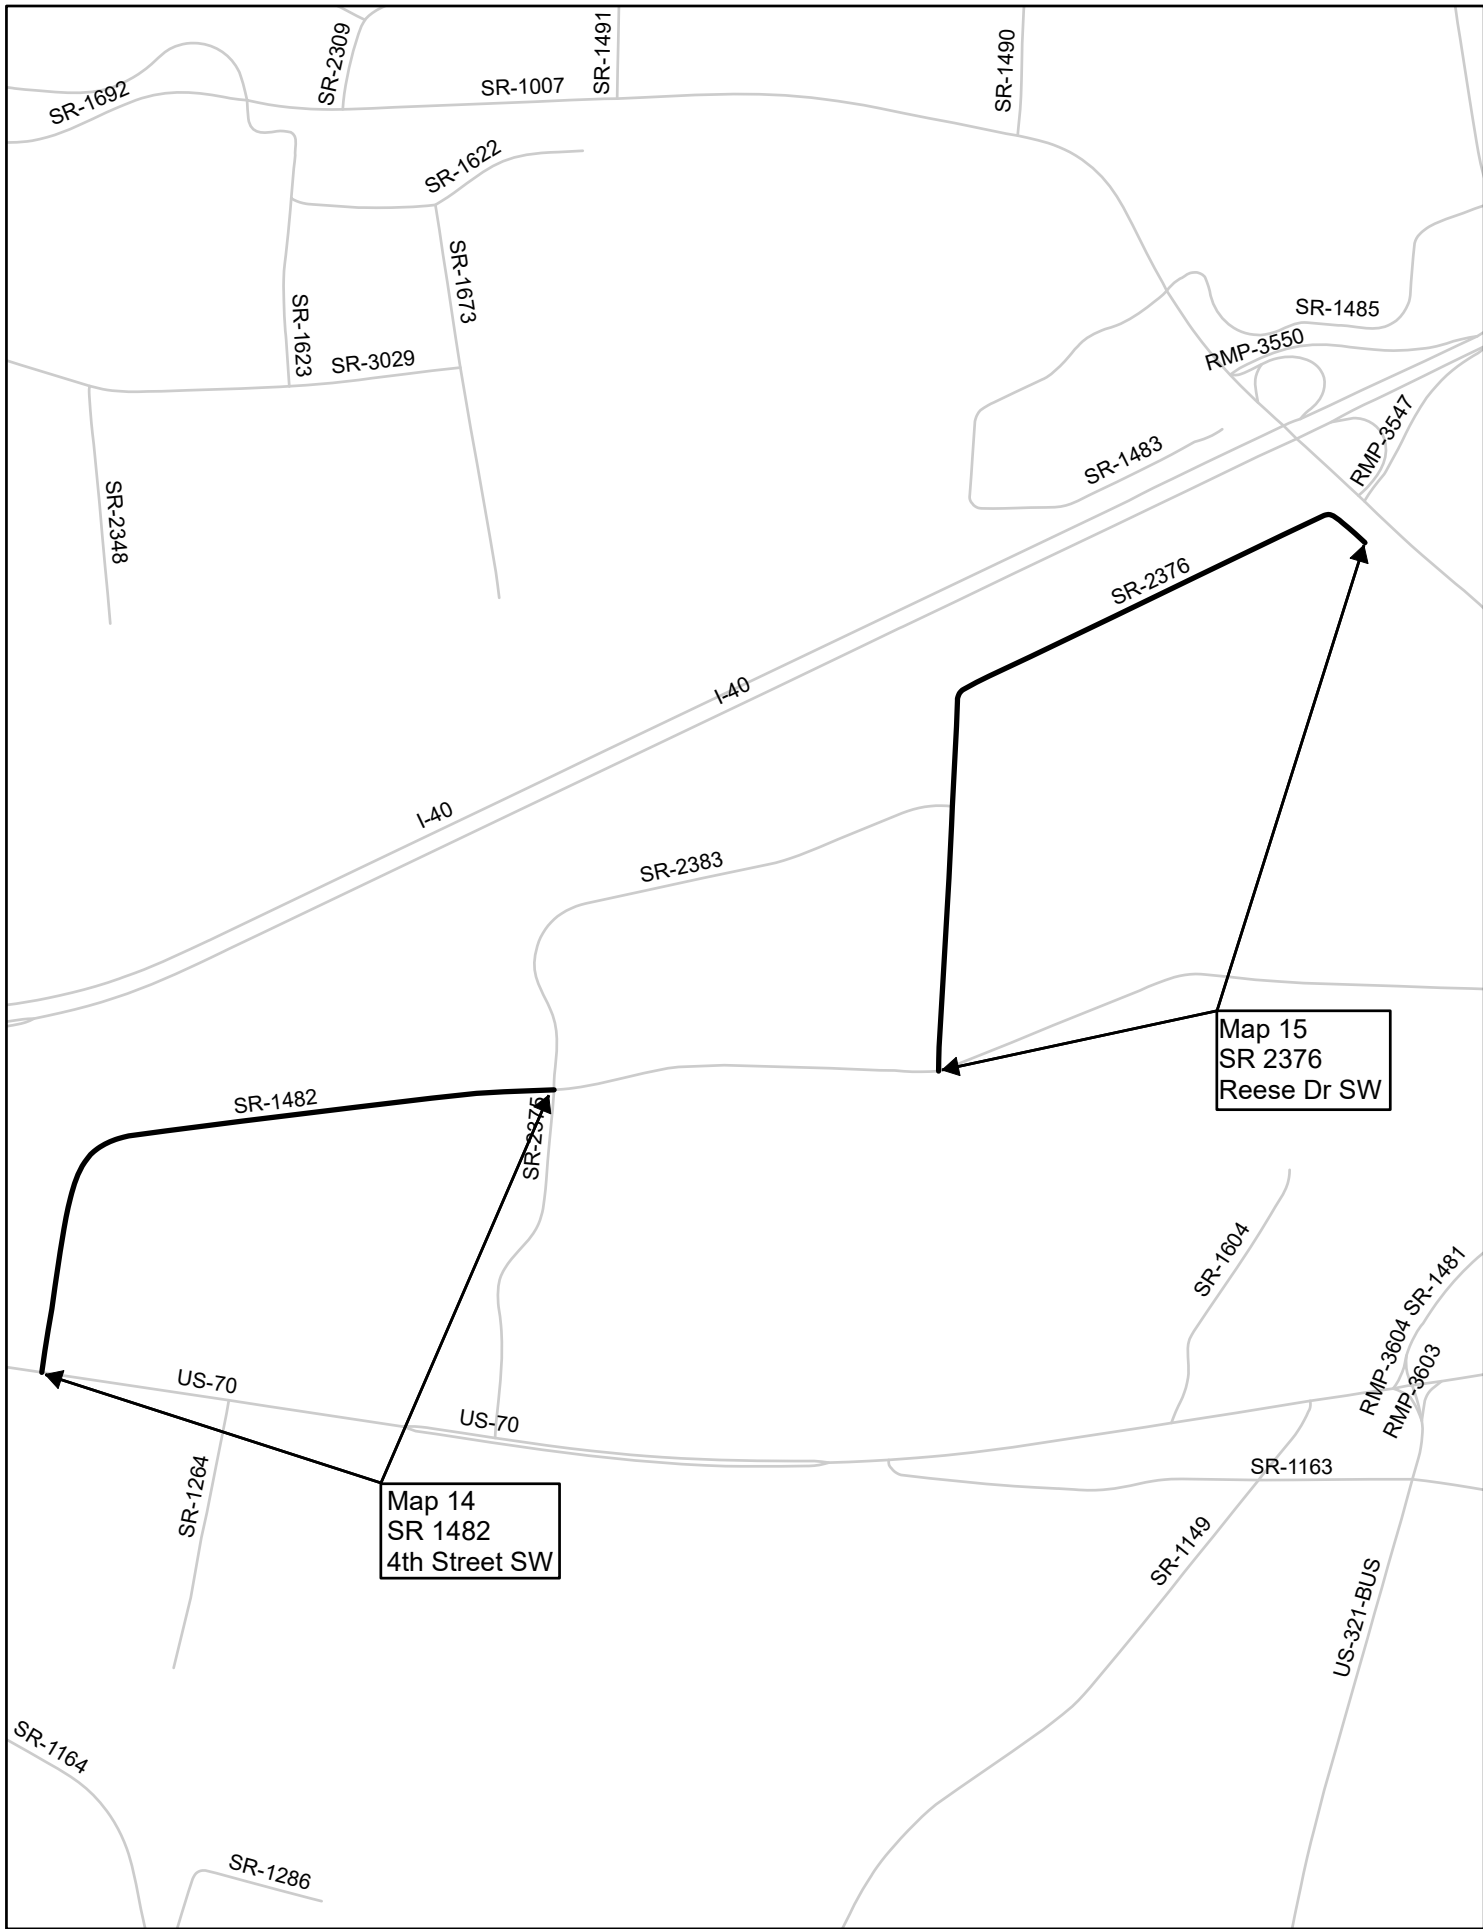 SR-2309
SR-1491
SR-1490
SR-1692
SR-1007
SR-1622
SR-1673
SR-1623
SR-3029
SR-1485
RMP-3550
RMP-3547
SR-1483
SR-2348
SR-2376
I-40
I-40
SR-2383
Map 15
SR 2376
Reese Dr SW
SR-1482
SR-2375
SR-1604
SR-1481
RMP-3604
RMP-3603
US-70
US-70
SR-1163
SR-1264
Map 14
SR 1482
4th Street SW
SR-1149
US-321-BUS
SR-1164
SR-1286